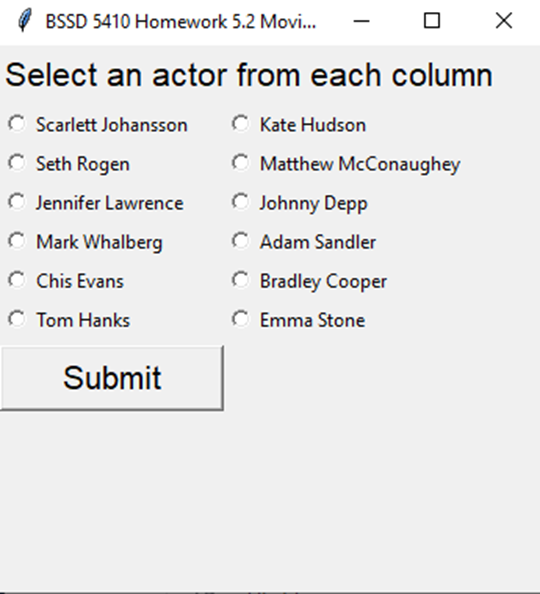 BSSD 5410 Homework 5.2 Movi...
Select an actor from each column
Scarlett Johansson Kate Hudson
Seth Rogen Matthew McConaughey
Jennifer Lawrence Johnny Depp
Mark Whalberg Adam Sandler
Chis Evans Bradley Cooper
Tom Hanks Emma Stone
Submit